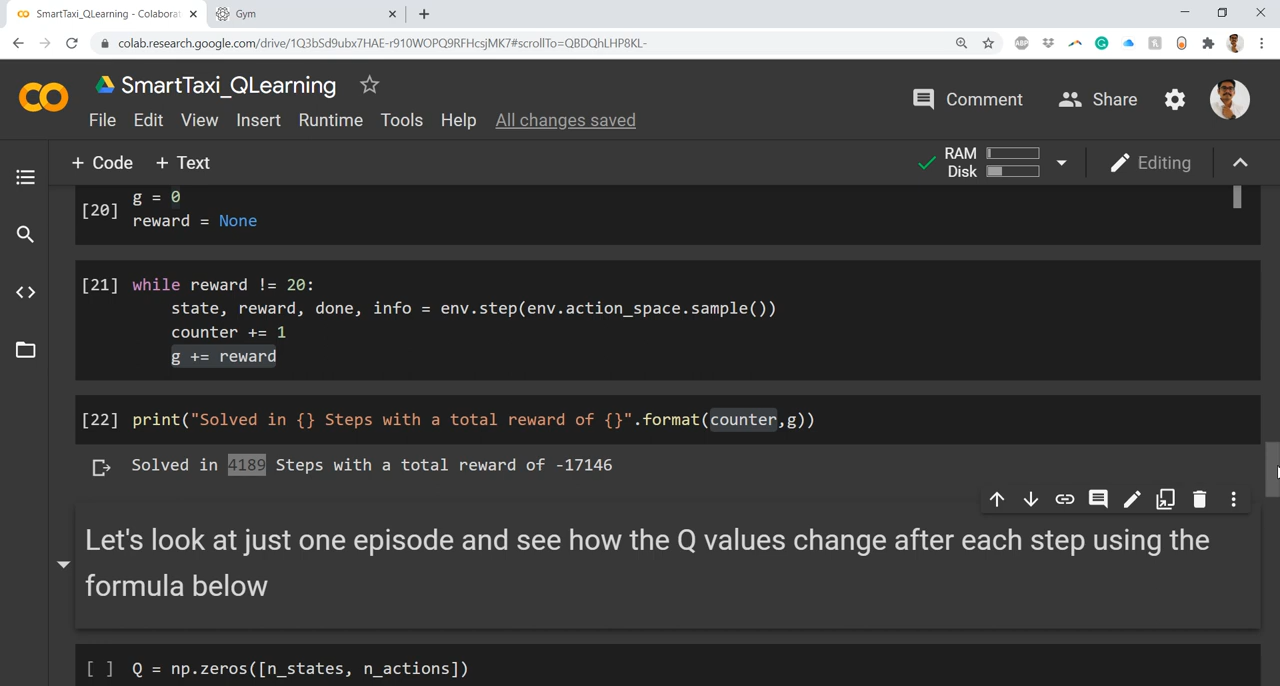 SmartTaxi_QLearning - Colaborat
Gym
colab.research.google.com/drive/1Q3bSd9ubx7HAE-r910WOPQ9RFHcsjMK7#scrollTo=QBDQhLHP8KL-
ABP
SmartTaxi_QLearning
Comment
Share
File Edit View Insert Runtime Tools Help All changes saved
+ Code + Text
RAM
Disk
Editing
g = 0
[20]
reward = None
[21] while reward != 20:
state, reward, done, info = env.step(env.action_space.sample())
counter += 1
g += reward
[22] print("Solved in {} Steps with a total reward of {}".format(counter,g))
Solved in 4189 Steps with a total reward of -17146
Let's look at just one episode and see how the Q values change after each step using the
formula below
[ ] Q = np.zeros([n_states, n_actions])